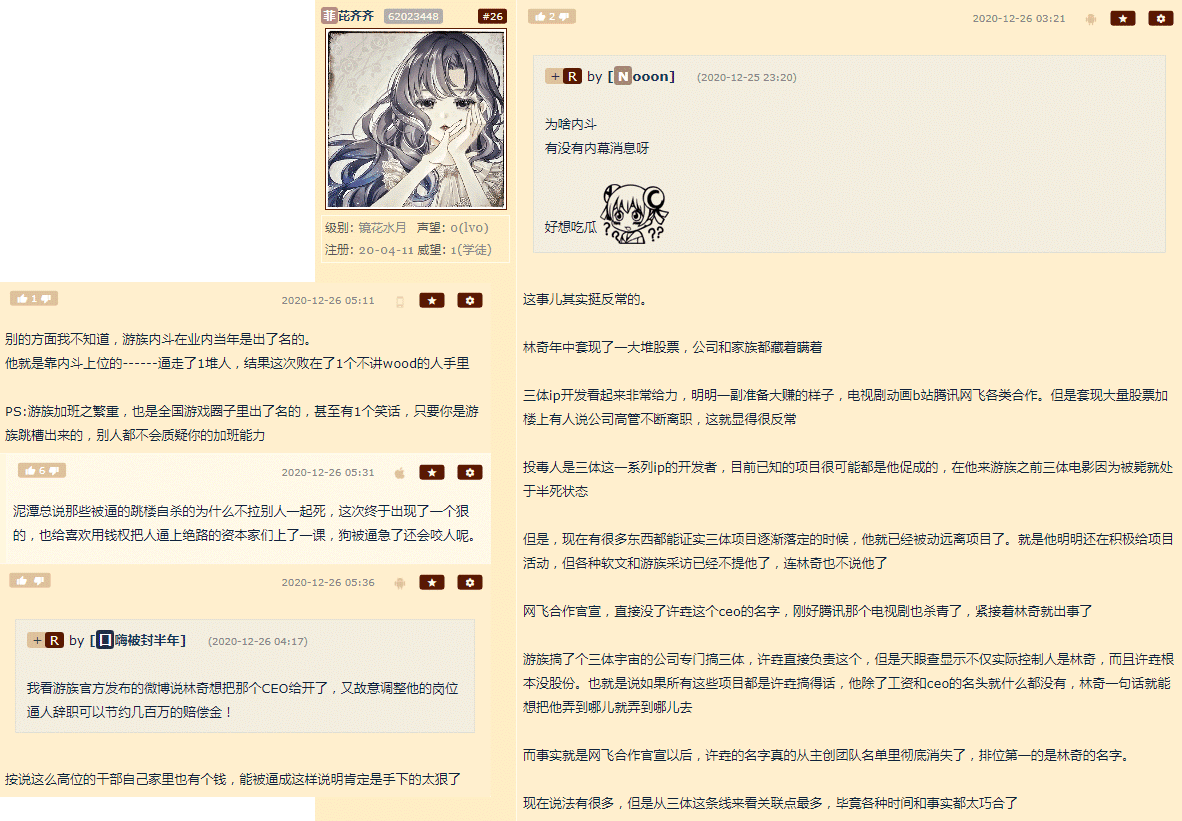 菲芘齐齐 62023448 #26
级别: 镜花水月 声望: 0(lv0)
注册: 20-04-11 威望: 1(学徒)
1 2020-12-26 05:11
别的方面我不知道，游族内斗在业内当年是出了名的。
他就是靠内斗上位的------逼走了1堆人，结果这次败在了1个不讲wood的人手里
PS:游族加班之繁重，也是全国游戏圈子里出了名的，甚至有1个笑话，只要你是游
族跳槽出来的，别人都不会质疑你的加班能力
6 2020-12-26 05:31
泥潭总说那些被逼的跳楼自杀的为什么不拉别人一起死，这次终于出现了一个狠
的，也给喜欢用钱权把人逼上绝路的资本家们上了一课，狗被逼急了还会咬人呢。
2020-12-26 05:36
+ R by [口嗨被封半年] (2020-12-26 04:17)
我看游族官方发布的微博说林奇想把那个CEO给开了，又故意调整他的岗位
逼人辞职可以节约几百万的赔偿金！
按说这么高位的干部自己家里也有个钱，能被逼成这样说明肯定是手下的太狠了
2 2020-12-26 03:21
+ R by [Nooon] (2020-12-25 23:20)
为啥内斗
有没有内幕消息呀
好想吃瓜 ?? ??
这事儿其实挺反常的。
林奇年中套现了一大堆股票，公司和家族都藏着瞒着
三体ip开发看起来非常给力，明明一副准备大赚的样子，电视剧动画b站腾讯网飞各类合作。但是套现大量股票加
楼上有人说公司高管不断离职，这就显得很反常
投毒人是三体这一系列ip的开发者，目前已知的项目很可能都是他促成的，在他来游族之前三体电影因为被毙就处
于半死状态
但是，现在有很多东西都能证实三体项目逐渐落定的时候，他就已经被动远离项目了。就是他明明还在积极给项目
活动，但各种软文和游族采访已经不提他了，连林奇也不说他了
网飞合作官宣，直接没了许垚这个ceo的名字，刚好腾讯那个电视剧也杀青了，紧接着林奇就出事了
游族搞了个三体宇宙的公司专门搞三体，许垚直接负责这个，但是天眼查显示不仅实际控制人是林奇，而且许垚根
本没股份。也就是说如果所有这些项目都是许垚搞得话，他除了工资和ceo的名头就什么都没有，林奇一句话就能
想把他弄到哪儿就弄到哪儿去
而事实就是网飞合作官宣以后，许垚的名字真的从主创团队名单里彻底消失了，排位第一的是林奇的名字。
现在说法有很多，但是从三体这条线来看关联点最多，毕竟各种时间和事实都太巧合了